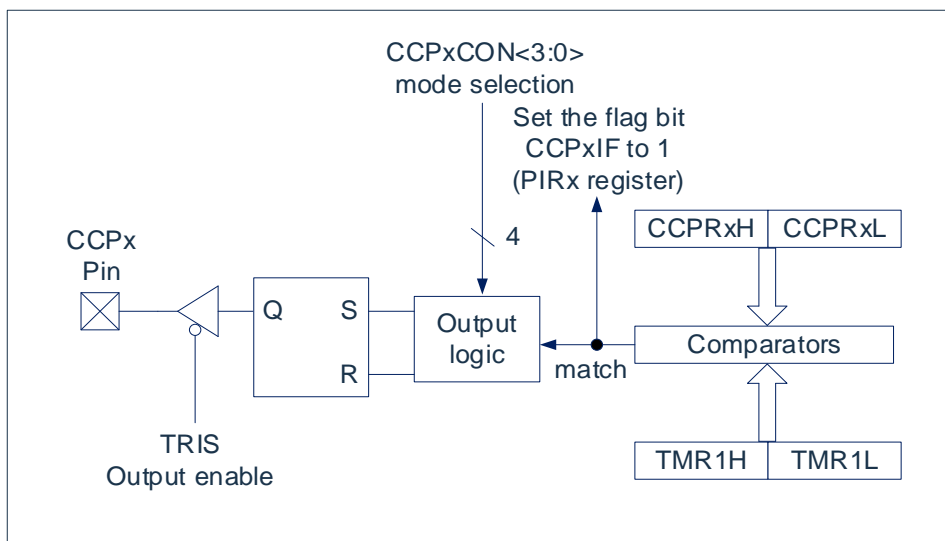 CCPxCON<3:0>
mode selection
Set the flag bit
CCPxIF to 1
(PIRx register)
4
CCPRxH CCPRxL
CCPx
Pin
Q S
R
Output
logic
match
Comparators
TRIS
Output enable
TMR1H TMR1L